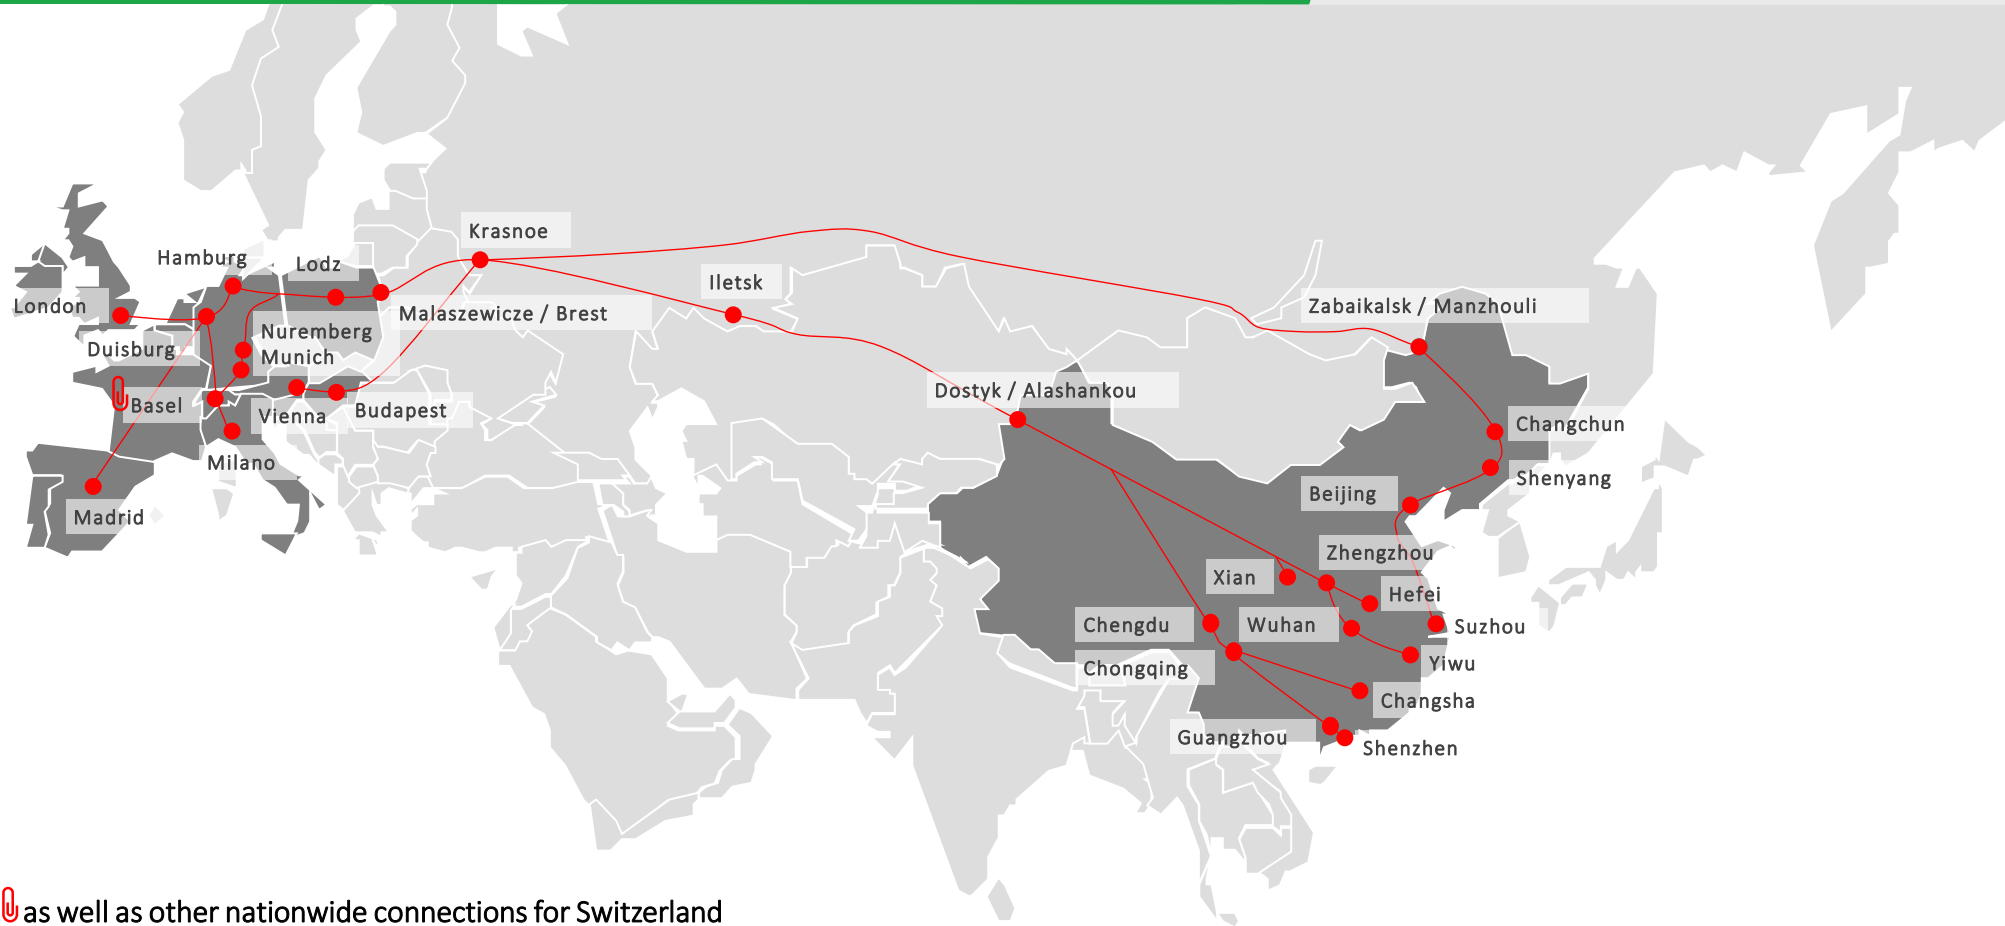 Krasnoe
Hamburg
Lodz
Iletsk
London
Malaszewicze / Brest
Zabaikalsk / Manzhouli
Nuremberg
Duisburg
Munich
Dostyk / Alashankou
Basel
Vienna
Budapest
Changchun
Milano
Shenyang
Beijing
Madrid
Zhengzhou
Xian
Hefei
Chengdu
Wuhan
Suzhou
Chongqing
Yiwu
Changsha
Guangzhou
Shenzhen
as well as other nationwide connections for Switzerland